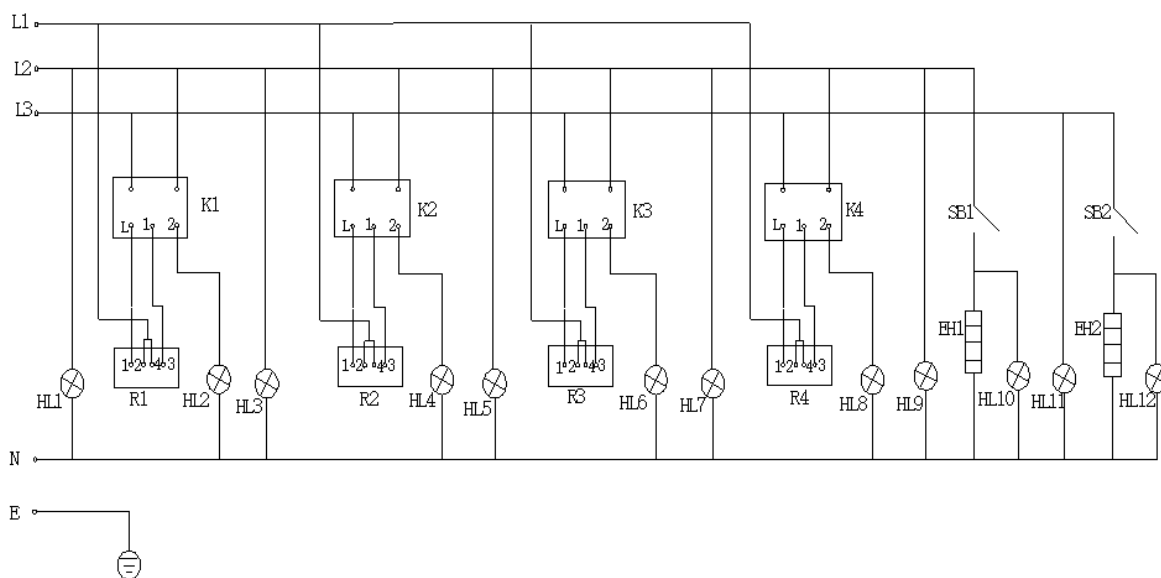 L1
L2
L3
K1 K2 K3 K4 SB1 SB2
L 1 2 L 1 2 L 1 2 L 1 2
EH1 EH2
1 2 4 3 1 2 4 3 1 2 4 3 1 2 4 3
HL1 R1 HL2 HL3 R2 HL4 HL5 R3 HL6 HL7 R4 HL8 HL9 HL10 HL11 HL12
N
E